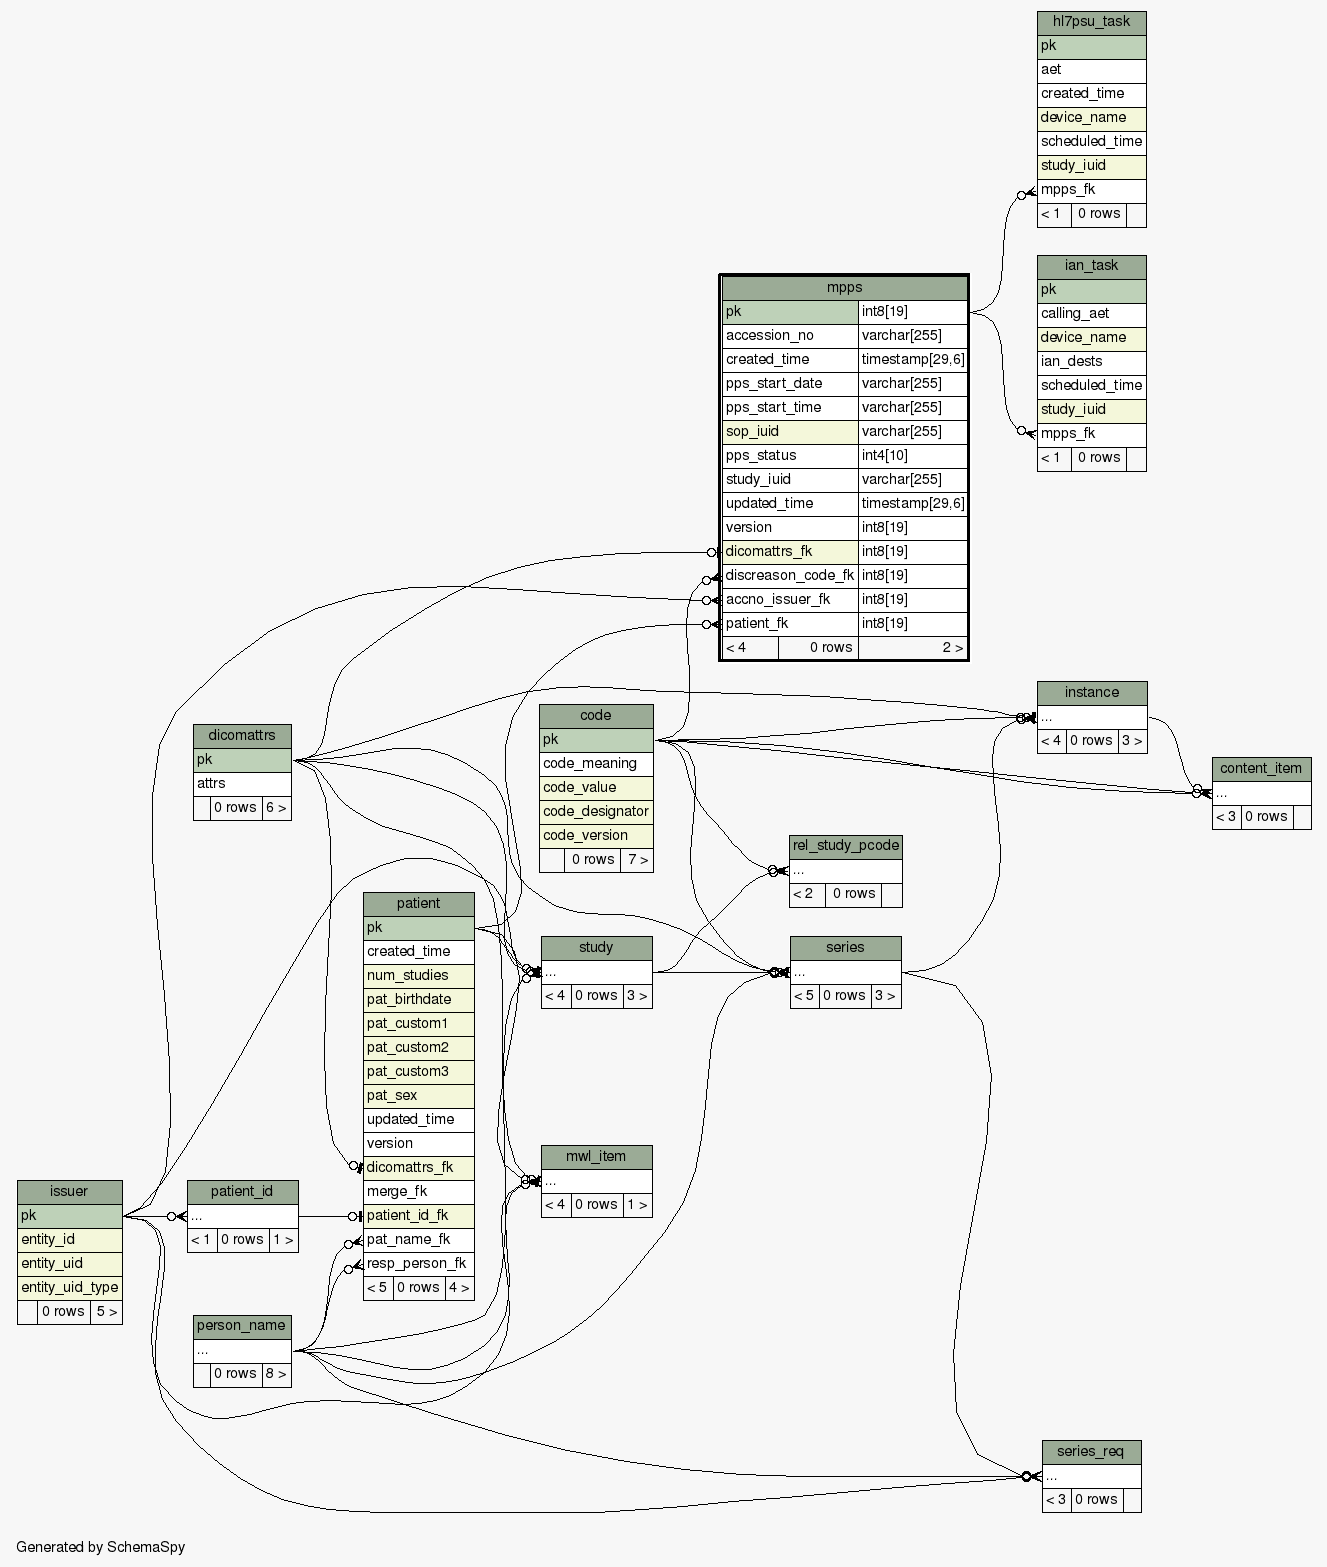 hl7psu_task
pk
aet
created_time
device_name
scheduled_time
study_iuid
mpps_fk
< 1 0 rows
ian_task
pk
calling_aet
device_name
ian_dests
scheduled_time
study_iuid
mpps_fk
< 1 0 rows
mpps
pk int8[19]
accession_no varchar[255]
created_time timestamp[29,6]
pps_start_date varchar[255]
pps_start_time varchar[255]
sop_iuid varchar[255]
pps_status int4[10]
study_iuid varchar[255]
updated_time timestamp[29,6]
version int8[19]
dicomattrs_fk int8[19]
discreason_code_fk int8[19]
accno_issuer_fk int8[19]
patient_fk int8[19]
< 4 0 rows 2 >
instance
...
< 4 0 rows 3 >
code
pk
code_meaning
code_value
code_designator
code_version
0 rows 7 >
dicomattrs
pk
attrs
0 rows 6 >
content_item
...
< 3 0 rows
rel_study_pcode
...
< 2 0 rows
patient
pk
created_time
num_studies
pat_birthdate
pat_custom1
pat_custom2
pat_custom3
pat_sex
updated_time
version
dicomattrs_fk
merge_fk
patient_id_fk
pat_name_fk
resp_person_fk
< 5 0 rows 4 >
study
...
< 4 0 rows 3 >
series
...
< 5 0 rows 3 >
mwl_item
...
< 4 0 rows 1 >
issuer
pk
entity_id
entity_uid
entity_uid_type
0 rows 5 >
patient_id
...
< 1 0 rows 1 >
person_name
...
0 rows 8 >
series_req
...
< 3 0 rows
Generated by SchemaSpy